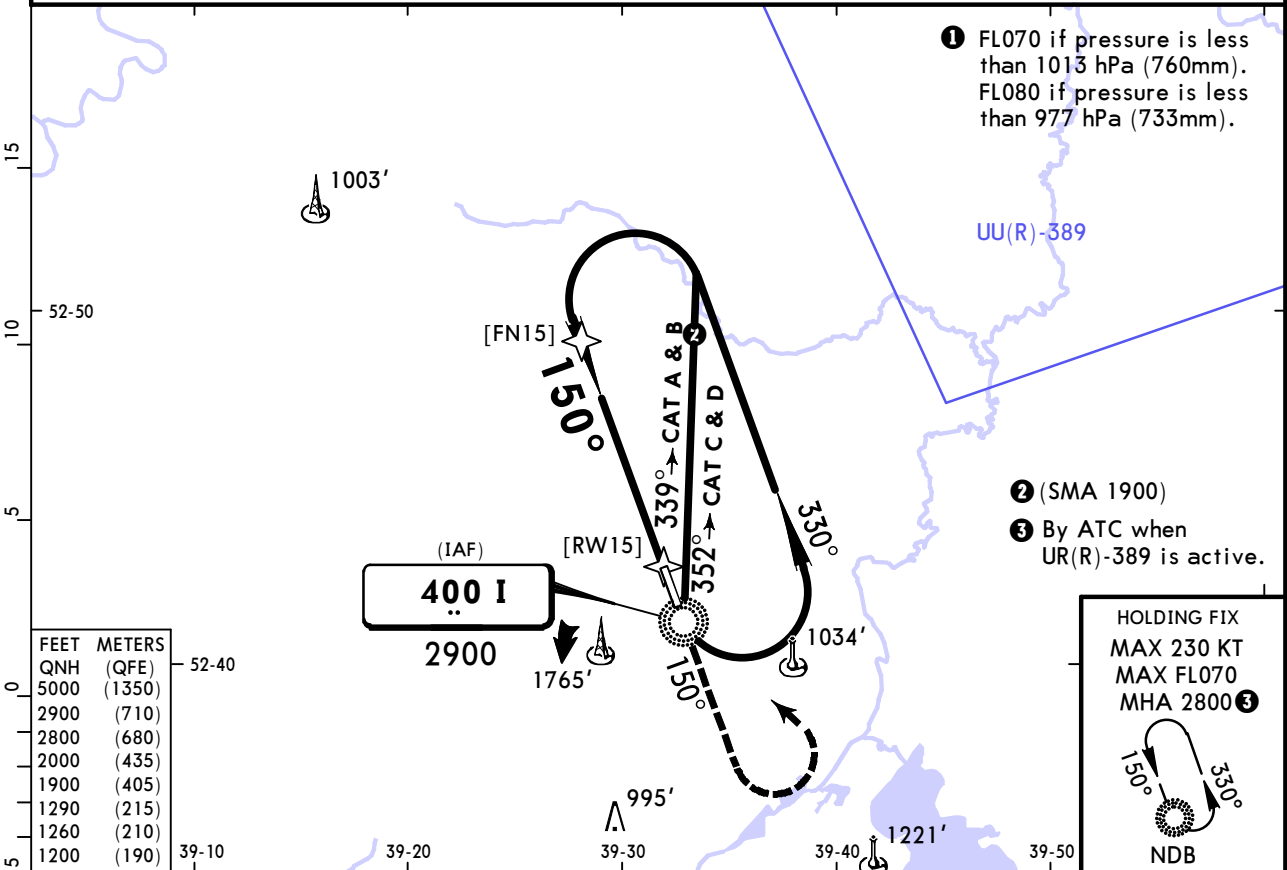 ❶ FL070 if pressure is less
than 1013 hPa (760mm).
FL080 if pressure is less
than 977 hPa (733mm).
15
1003'
UU(R)-389
52-50
10
[FN15]
150°
❷
339°→CAT A & B
352°→CAT C & D
330°
❷ (SMA 1900)
❸ By ATC when
UR(R)-389 is active.
5
(IAF)
[RW15]
400 I
2900
1765'
1034'
150°
52-40
0
FEET METERS
QNH (QFE)
5000 (1350)
2900 (710)
2800 (680)
2000 (435)
1900 (405)
1290 (215)
1260 (210)
1200 (190)
5
995'
1221'
39-10
39-20
39-30
39-40
39-50
HOLDING FIX
MAX 230 KT
MAX FL070
MHA 2800 ❸
150°
330°
NDB